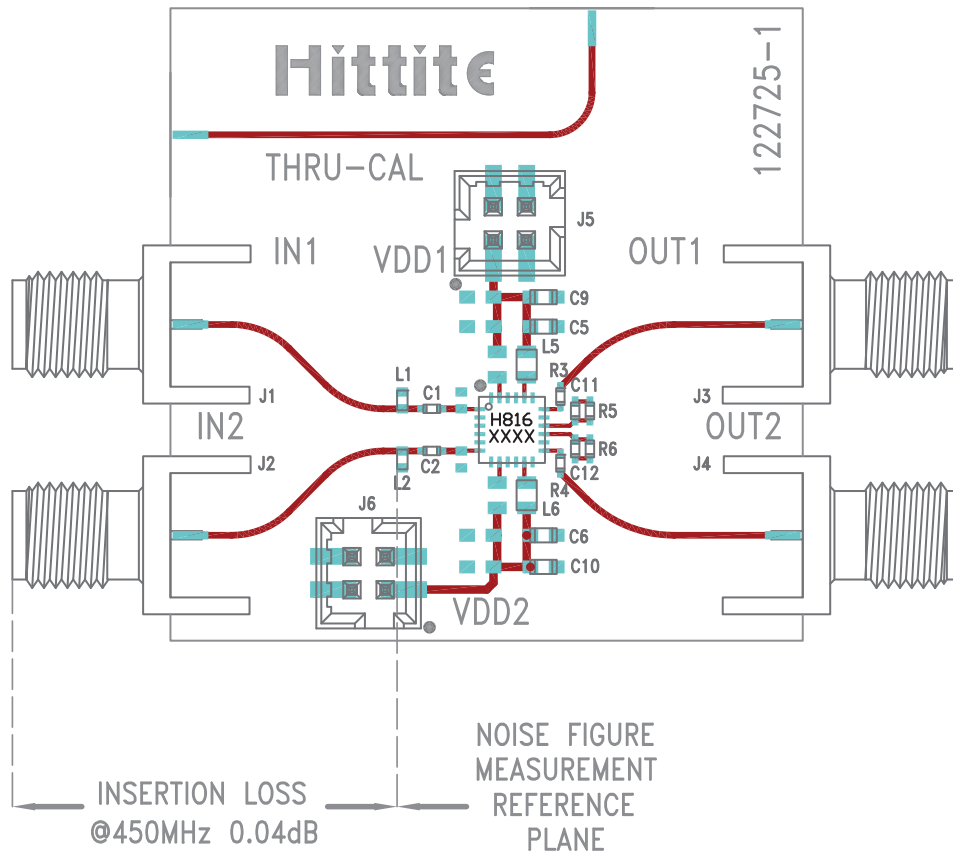 Hittite
122725-1
THRU-CAL
J5
IN1
VDD1
OUT1
C9
C5
L5
R3
C11
L1
C1
J1
J3
R5
H816
XXXX
IN2
OUT2
R6
C2
L2
C12
J2
J4
R4
J6
L6
C6
C10
VDD2
NOISE FIGURE
MEASUREMENT
REFERENCE
PLANE
INSERTION LOSS
@450MHz 0.04dB